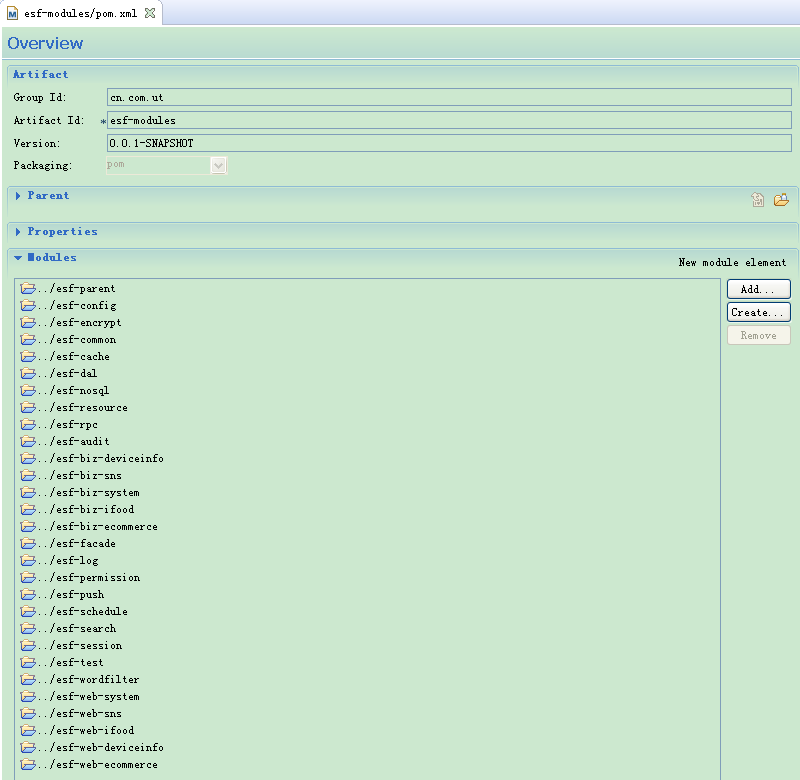 esf-modules/pom.xml
Overview
Artifact
Group Id: cn.com.ut
Artifact Id: *esf-modules
Version: 0.0.1-SNAPSHOT
Packaging: pom
Parent
Properties
Modules
New module element
../esf-parent
Add...
../esf-config
Create...
../esf-encrypt
../esf-common
Remove
../esf-cache
../esf-dal
../esf-nosql
../esf-resource
../esf-rpc
../esf-audit
../esf-biz-deviceinfo
../esf-biz-sns
../esf-biz-system
../esf-biz-ifood
../esf-biz-ecommerce
../esf-facade
../esf-log
../esf-permission
../esf-push
../esf-schedule
../esf-search
../esf-session
../esf-test
../esf-wordfilter
../esf-web-system
../esf-web-sns
../esf-web-ifood
../esf-web-deviceinfo
../esf-web-ecommerce